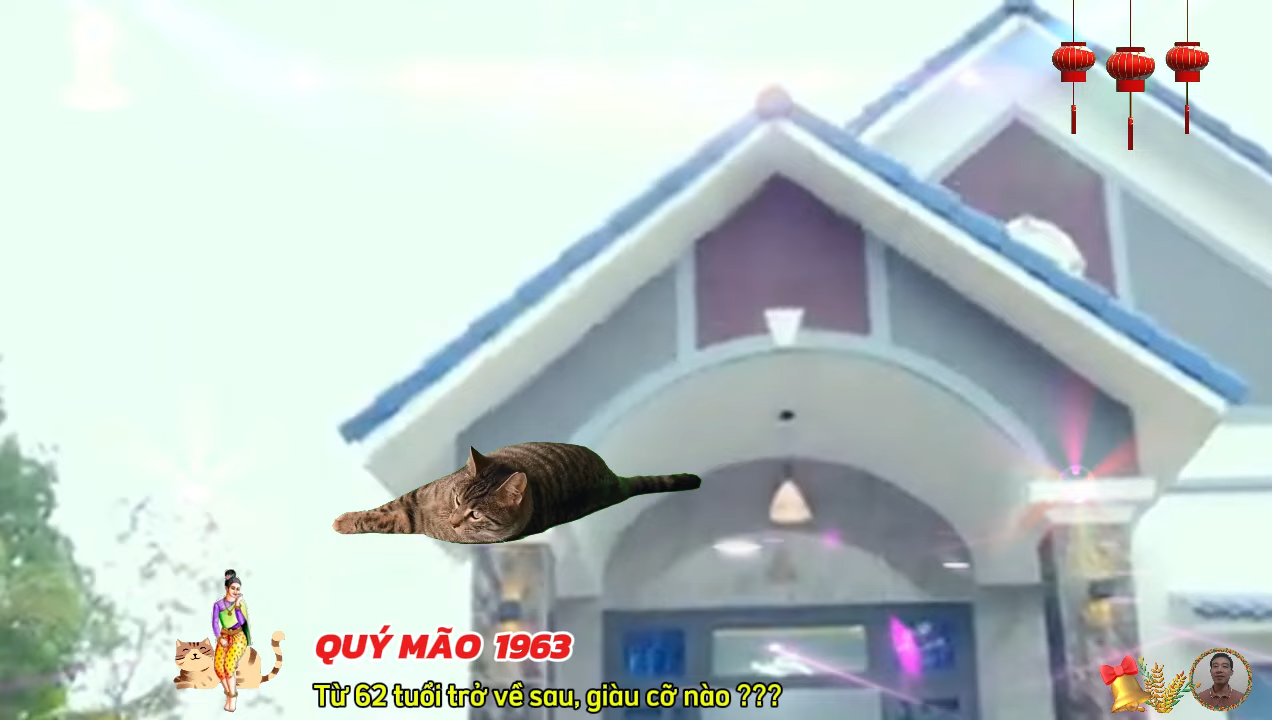 QUÝ MÃO 1963
Từ 62 tuổi trở về sau, giàu cỡ nào ???